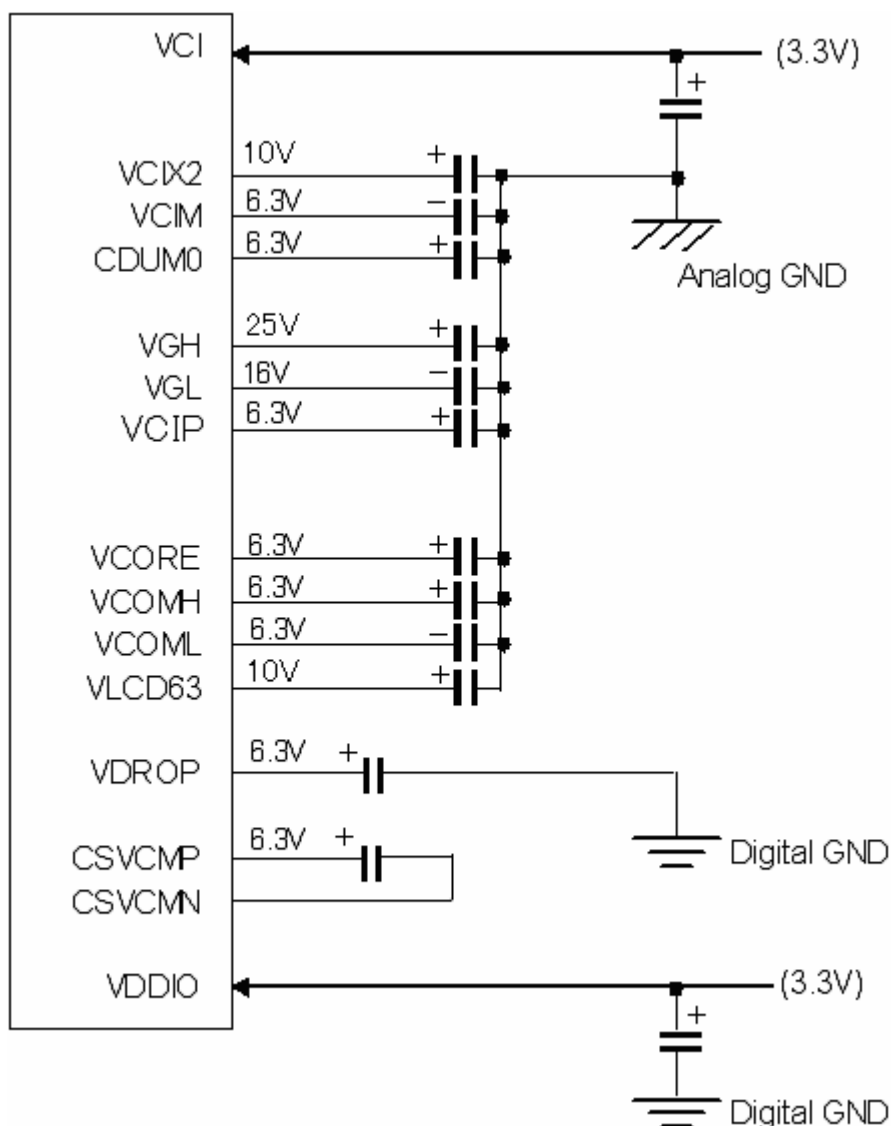 VCI (3.3V)
+
VCIX2 10V +
VCIM 6.3V −
CDUM0 6.3V +
Analog GND
VGH 25V +
VGL 16V −
VCIP 6.3V +
VCORE 6.3V +
VCOMH 6.3V +
VCOML 6.3V −
VLCD63 10V +
VDROP 6.3V +
Digital GND
CSVCMP 6.3V +
CSVCMN
VDDIO (3.3V)
+
Digital GND